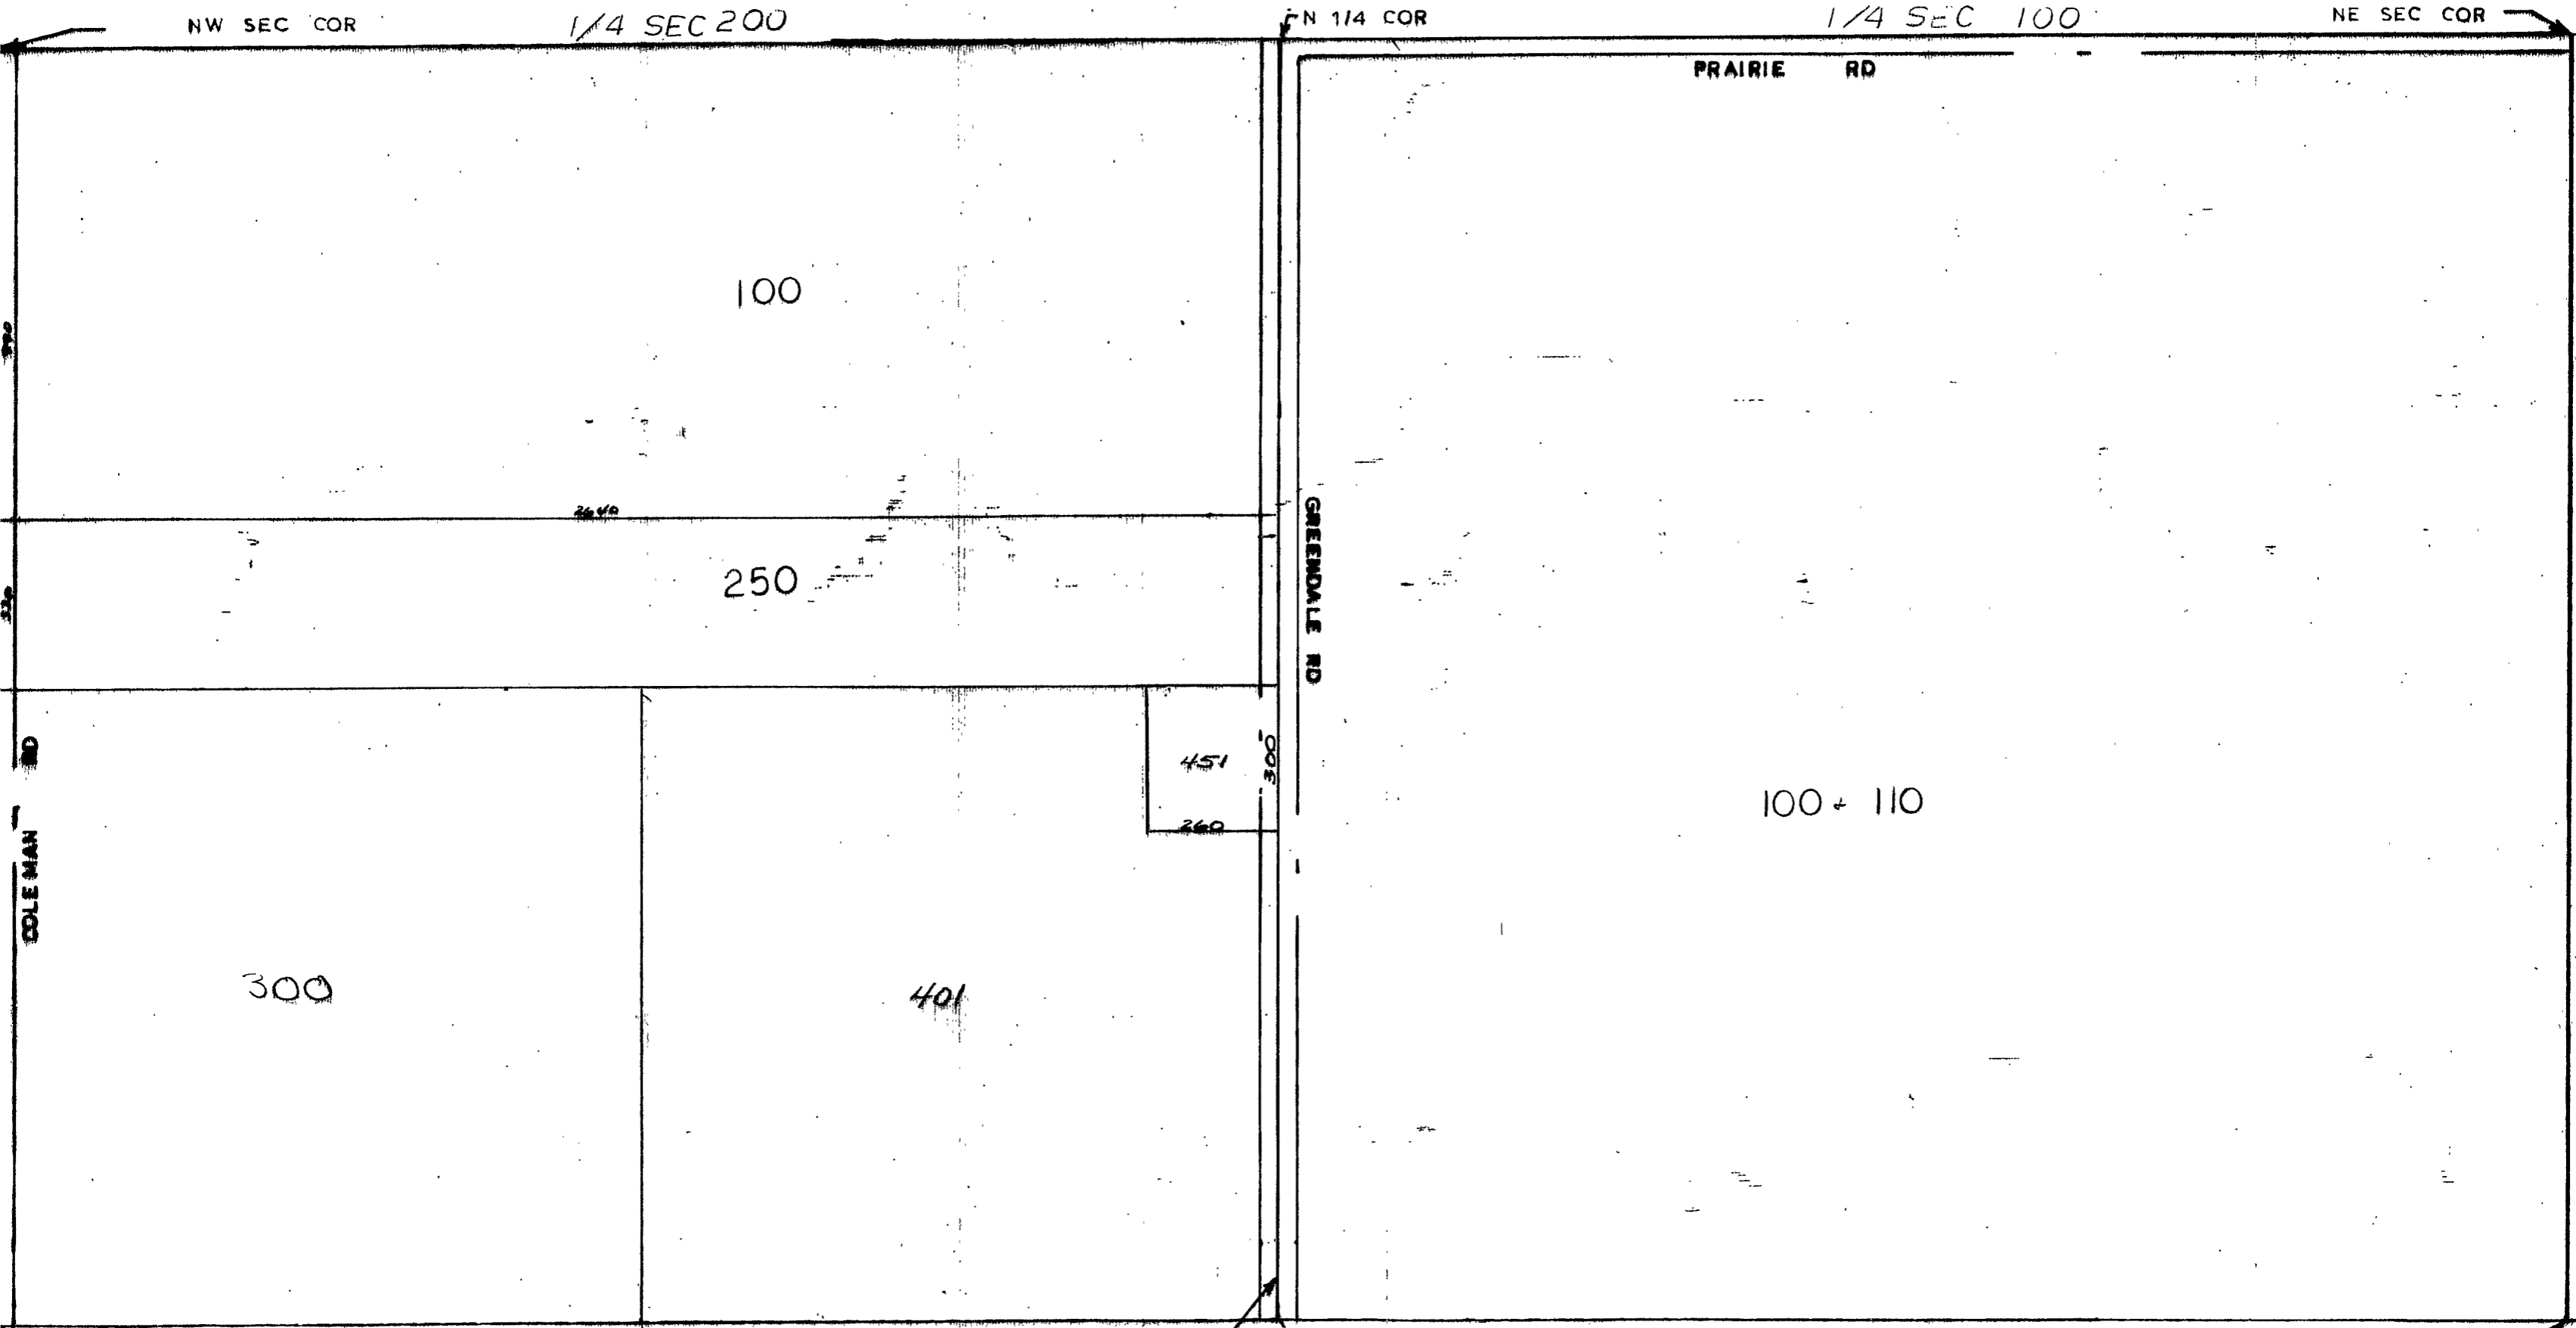 NW SEC COR
1/4 SEC 200
N 1/4 COR
1/4 SEC 100
NE SEC COR
PRAIRIE RD
100
2640
GREENDALE RD
250
451
300
260
COLEMAN RD
100 & 110
300
401